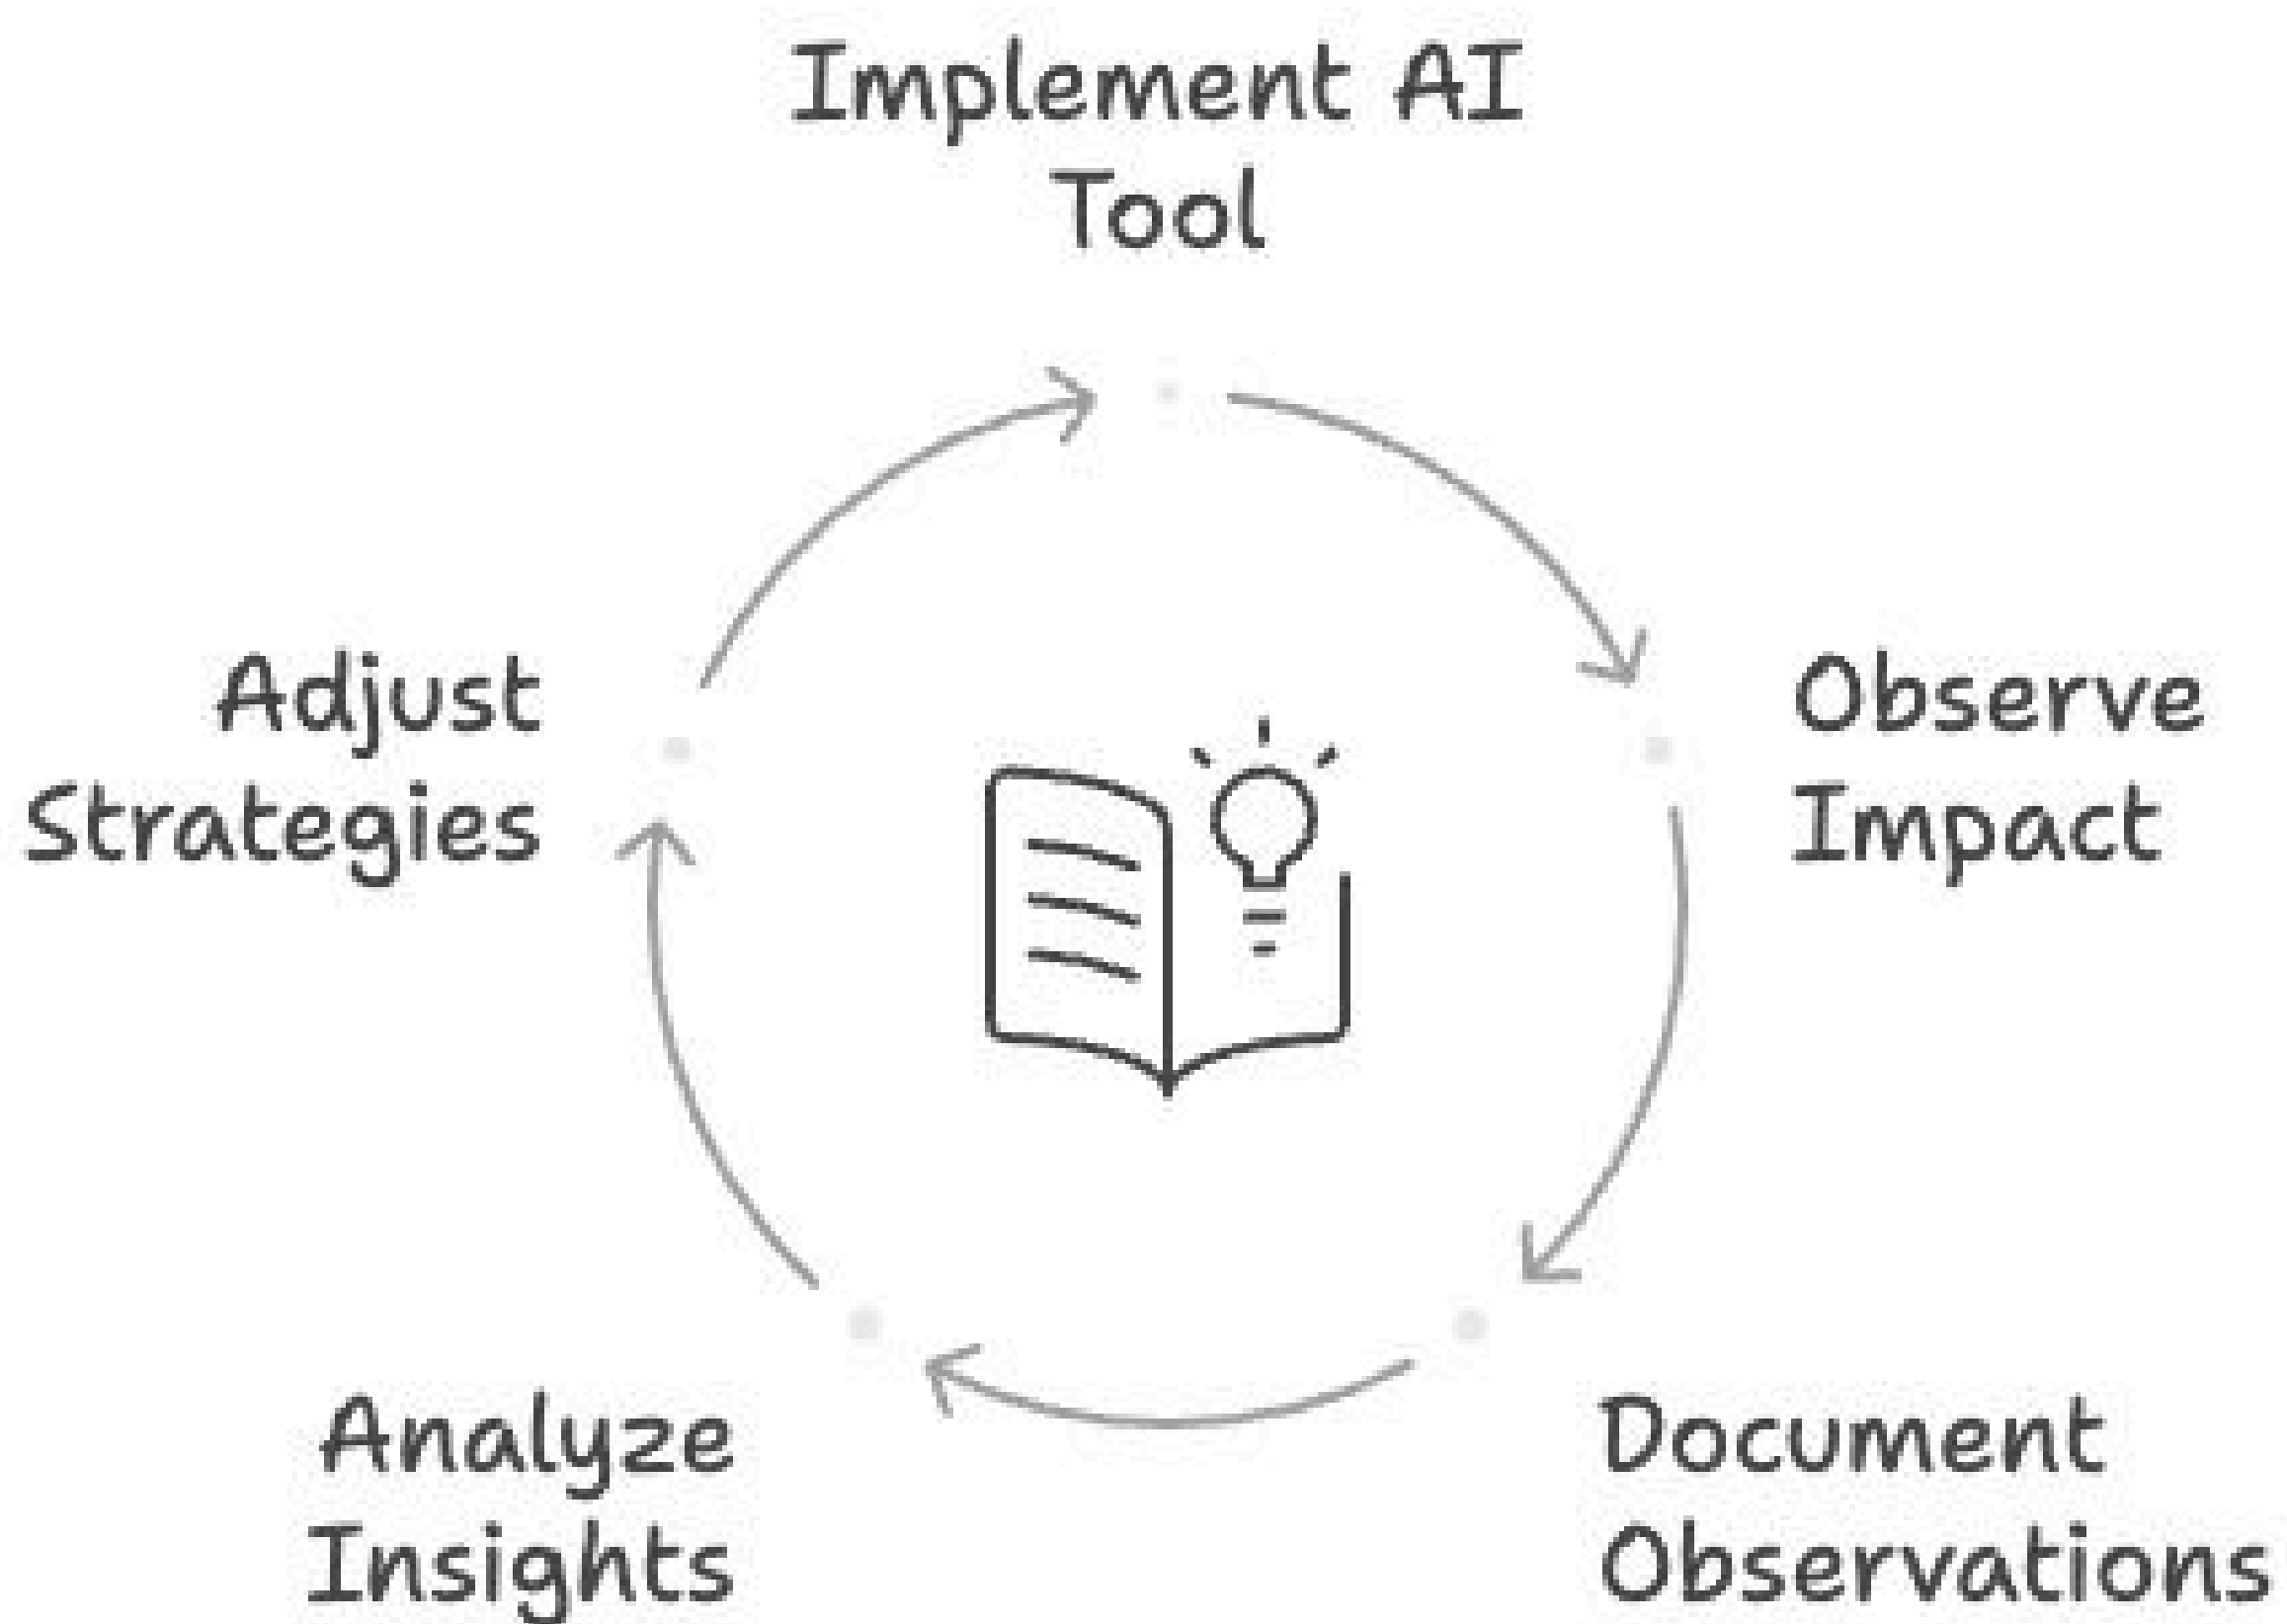 Implement AI
Tool
Observe
Impact
Document
Observations
Analyze
Insights
Adjust
Strategies